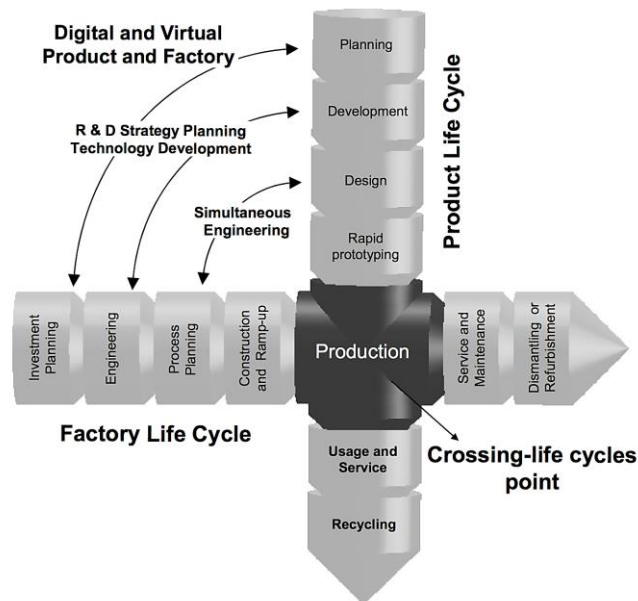 Digital and Virtual
Product and Factory
Planning
R & D Strategy Planning
Technology Development
Development
Simultaneous
Engineering
Design
Rapid
prototyping
Product Life Cycle
Investment
Planning
Engineering
Process
Planning
Construction
and Ramp-up
Production
Service and
Maintenance
Dismantling or
Refurbishment
Factory Life Cycle
Usage and
Service
Recycling
Crossing-life cycles
point